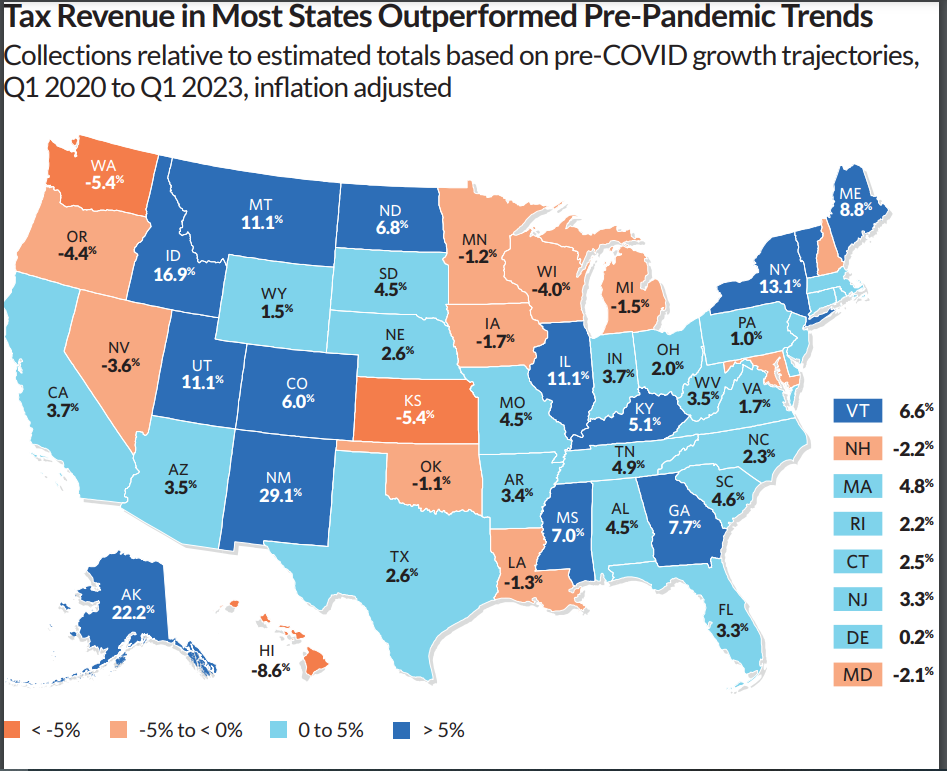 Tax Revenue in Most States Outperformed Pre-Pandemic Trends
Collections relative to estimated totals based on pre-COVID growth trajectories,
Q1 2020 to Q1 2023, inflation adjusted
WA
-5.4%
OR
-4.4%
CA
3.7%
NV
-3.6%
ID
16.9%
MT
11.1%
WY
1.5%
UT
11.1%
CO
6.0%
AZ
3.5%
NM
29.1%
ND
6.8%
SD
4.5%
NE
2.6%
KS
-5.4%
OK
-1.1%
TX
2.6%
MN
-1.2%
IA
-1.7%
MO
4.5%
AR
3.4%
LA
-1.3%
WI
-4.0%
IL
11.1%
MI
-1.5%
IN
3.7%
OH
2.0%
KY
5.1%
TN
4.9%
MS
7.0%
AL
4.5%
GA
7.7%
FL
3.3%
SC
4.6%
NC
2.3%
VA
1.7%
WV
3.5%
PA
1.0%
NY
13.1%
ME
8.8%
AK
22.2%
HI
-8.6%
VT 6.6%
NH -2.2%
MA 4.8%
RI 2.2%
CT 2.5%
NJ 3.3%
DE 0.2%
MD -2.1%
< -5% -5% to < 0% 0 to 5% > 5%